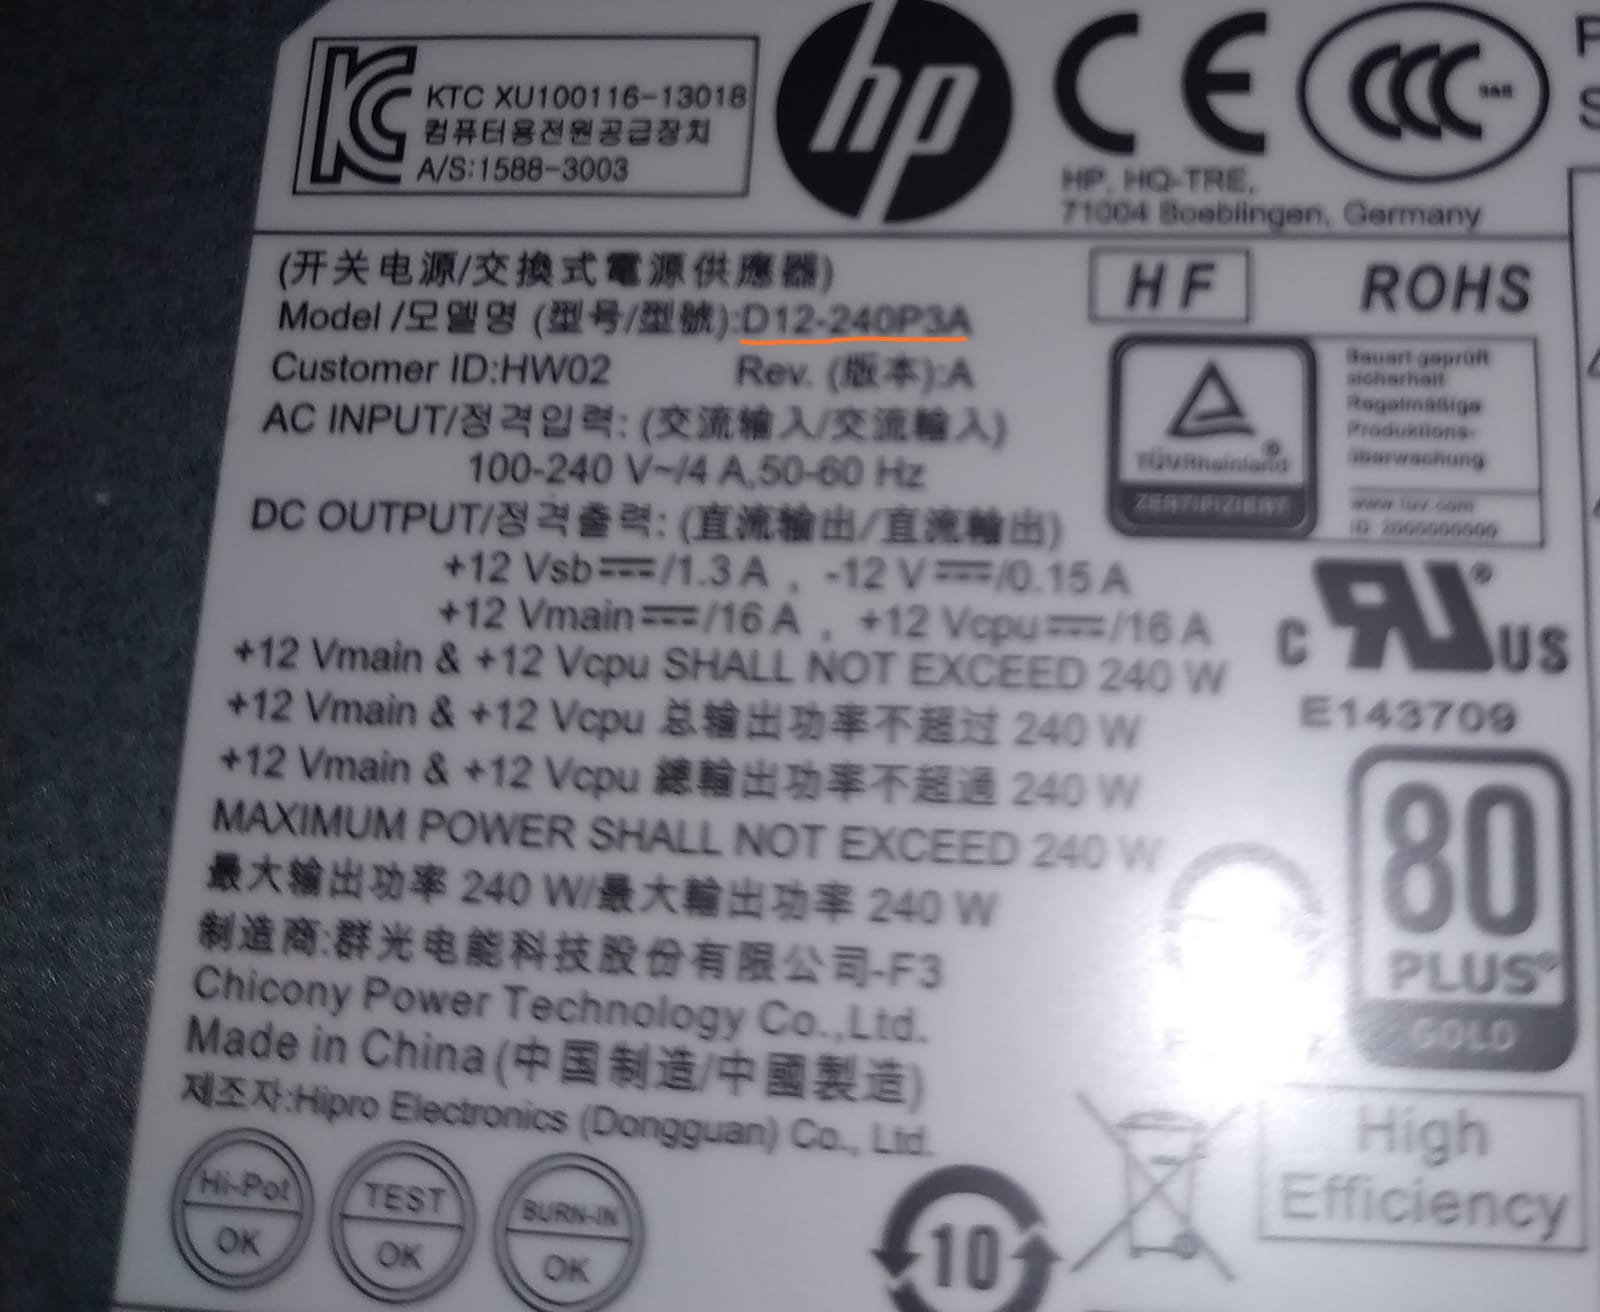 KTC XU100116-13018
컴퓨터용전원공급장치
A/S:1588-3003
hp
CE
CCC
S&E
HP, HQ-TRE,
71004 Boeblingen, Germany
(开关电源/交換式電源供應器)
Model /모델명 (型号/型號):D12-240P3A
Customer ID:HW02 Rev. (版本):A
AC INPUT/정격입력: (交流输入/交流輸入)
100-240 V~/4 A,50-60 Hz
DC OUTPUT/정격출력: (直流输出/直流輸出)
+12 Vsb⎓/1.3 A , -12 V⎓/0.15 A
+12 Vmain⎓/16 A , +12 Vcpu⎓/16 A
+12 Vmain & +12 Vcpu SHALL NOT EXCEED 240 W
+12 Vmain & +12 Vcpu 总输出功率不超过 240 W
+12 Vmain & +12 Vcpu 總輸出功率不超過 240 W
MAXIMUM POWER SHALL NOT EXCEED 240 W
最大输出功率 240 W/最大輸出功率 240 W
制造商:群光电能科技股份有限公司-F3
Chicony Power Technology Co.,Ltd.
Made in China (中国制造/中國製造)
제조자:Hipro Electronics (Dongguan) Co., Ltd.
HF
ROHS
TÜVRheinland®
ZERTIFIZIERT
Bauart geprüft
sicherheit
Regelmäßige
Produktions-
überwachung
www.tuv.com
ID 2000000000
C US
E143709
80
PLUS®
GOLD
High
Efficiency
Hi-Pot
OK
TEST
OK
BURN-IN
OK
10